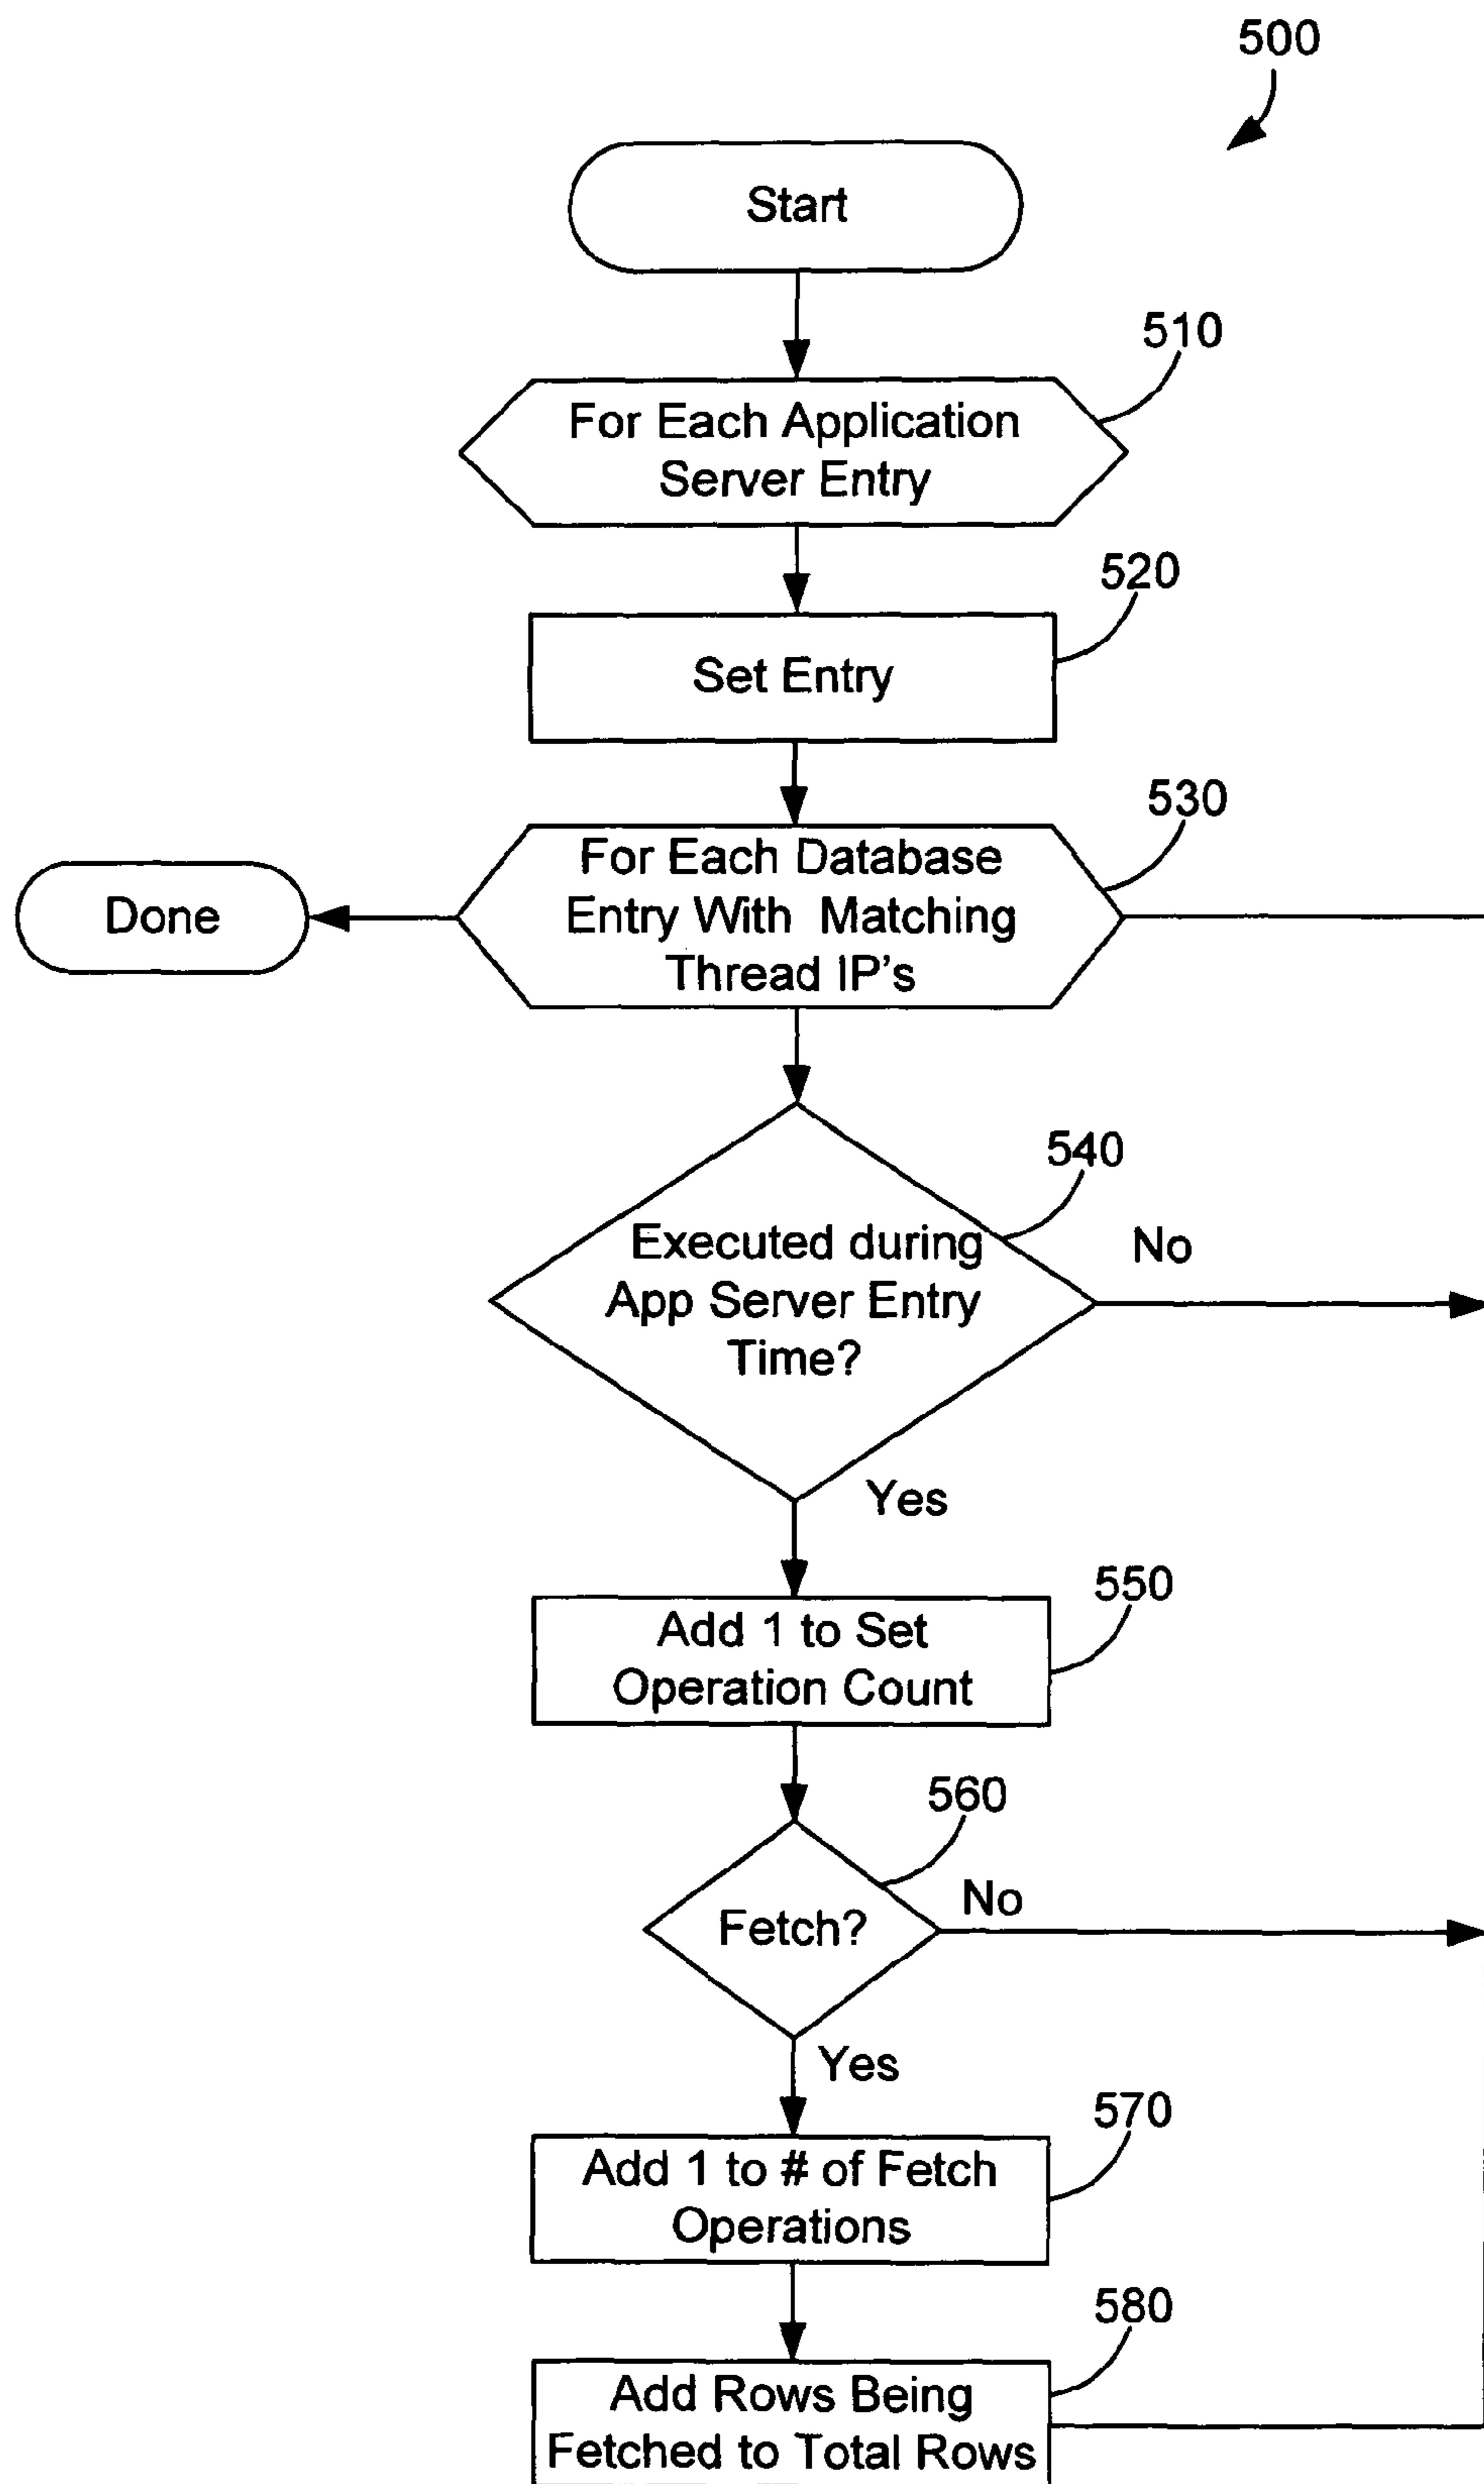 500
Start
510
For Each Application
Server Entry
520
Set Entry
530
For Each Database
Entry With Matching
Thread IP's
Done
540
Executed during
App Server Entry
Time?
No
Yes
550
Add 1 to Set
Operation Count
560
Fetch?
No
Yes
570
Add 1 to # of Fetch
Operations
580
Add Rows Being
Fetched to Total Rows